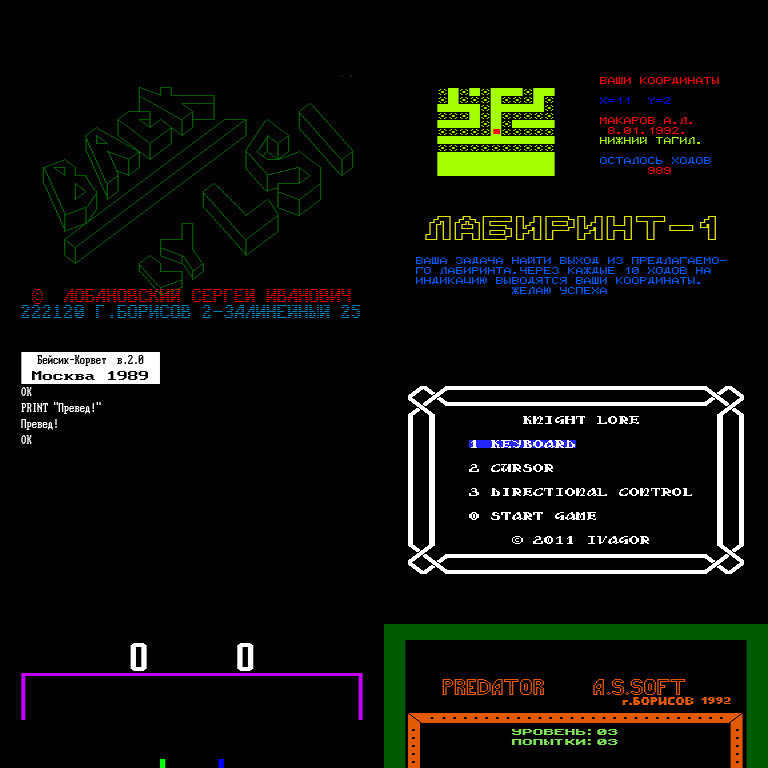 BACK
BY LSI
© ЛОБАНОВСКИЙ СЕРГЕЙ ИВАНОВИЧ
222120 Г.БОРИСОВ 2-ЗАЛИНЕЙНЫЙ 25
ВАШИ КООРДИНАТЫ
X=11 Y=2
МАКАРОВ А.Л.
8.01.1992.
НИЖНИЙ ТАГИЛ.
ОСТАЛОСЬ ХОДОВ
989
ЛАБИРИНТ-1
ВАША ЗАДАЧА НАЙТИ ВЫХОД ИЗ ПРЕДЛАГАЕМО-
ГО ЛАБИРИНТА.ЧЕРЕЗ КАЖДЫЕ 10 ХОДОВ НА
ИНДИКАЦИЮ ВЫВОДЯТСЯ ВАШИ КООРДИНАТЫ.
ЖЕЛАЮ УСПЕХА
Бейсик-Корвет в.2.0
Москва 1989
OK
PRINT "Превед!"
Превед!
OK
KNIGHT LORE
1 KEYBOARD
2 CURSOR
3 DIRECTIONAL CONTROL
0 START GAME
© 2011 IVAGOR
0 0
PREDATOR A.S.SOFT
г.БОРИСОВ 1992
УРОВЕНЬ:03
ПОПЫТКИ:03